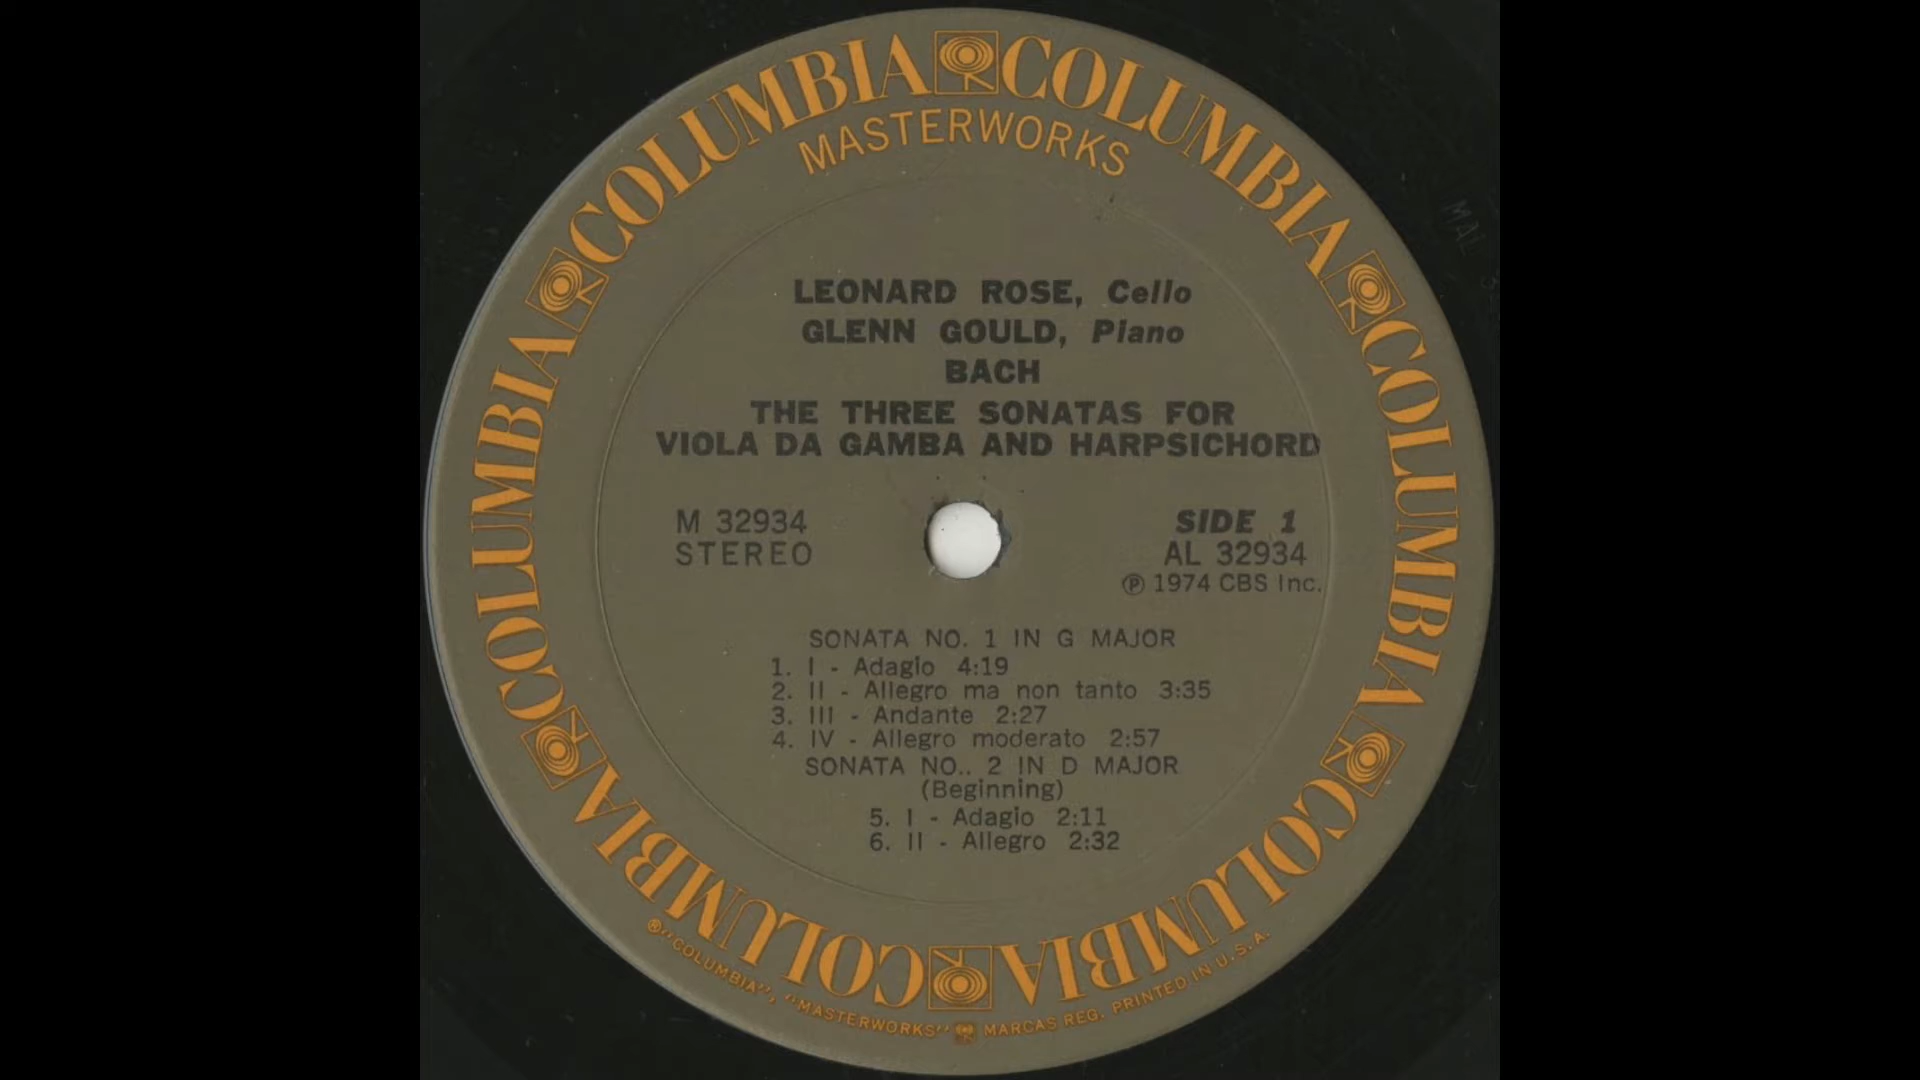 COLUMBIA COLUMBIA COLUMBIA COLUMBIA COLUMBIA COLUMBIA
MASTERWORKS
LEONARD ROSE, Cello
GLENN GOULD, Piano
BACH
THE THREE SONATAS FOR
VIOLA DA GAMBA AND HARPSICHORD
M 32934
STEREO
SIDE 1
AL 32934
Ⓟ 1974 CBS Inc.
SONATA NO. 1 IN G MAJOR
1. I - Adagio 4:19
2. II - Allegro ma non tanto 3:35
3. III - Andante 2:27
4. IV - Allegro moderato 2:57
SONATA NO.. 2 IN D MAJOR
(Beginning)
5. I - Adagio 2:11
6. II - Allegro 2:32
®"COLUMBIA", "MASTERWORKS" MARCAS REG. PRINTED IN U.S.A.